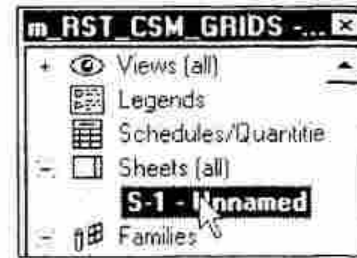 m_RST_CSM_GRIDS -...
Views (all)
Legends
Schedules/Quantitie
Sheets (all)
S-1 - Unnamed
Families